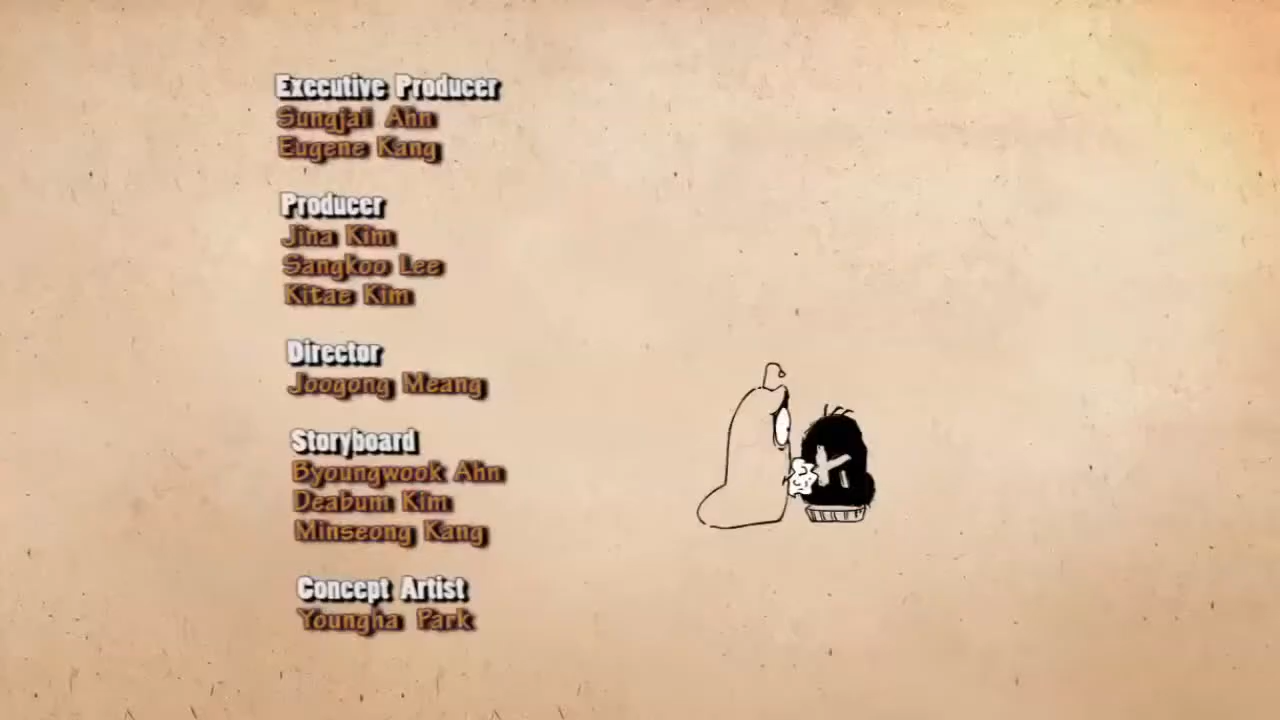 Executive Producer
Sungjai Ahn
Eugene Kang
Producer
Jina Kim
Sangkoo Lee
Kitae Kim
Director
Joogong Meang
Storyboard
Byoungwook Ahn
Deabum Kim
Minseong Kang
Concept Artist
Youngha Park